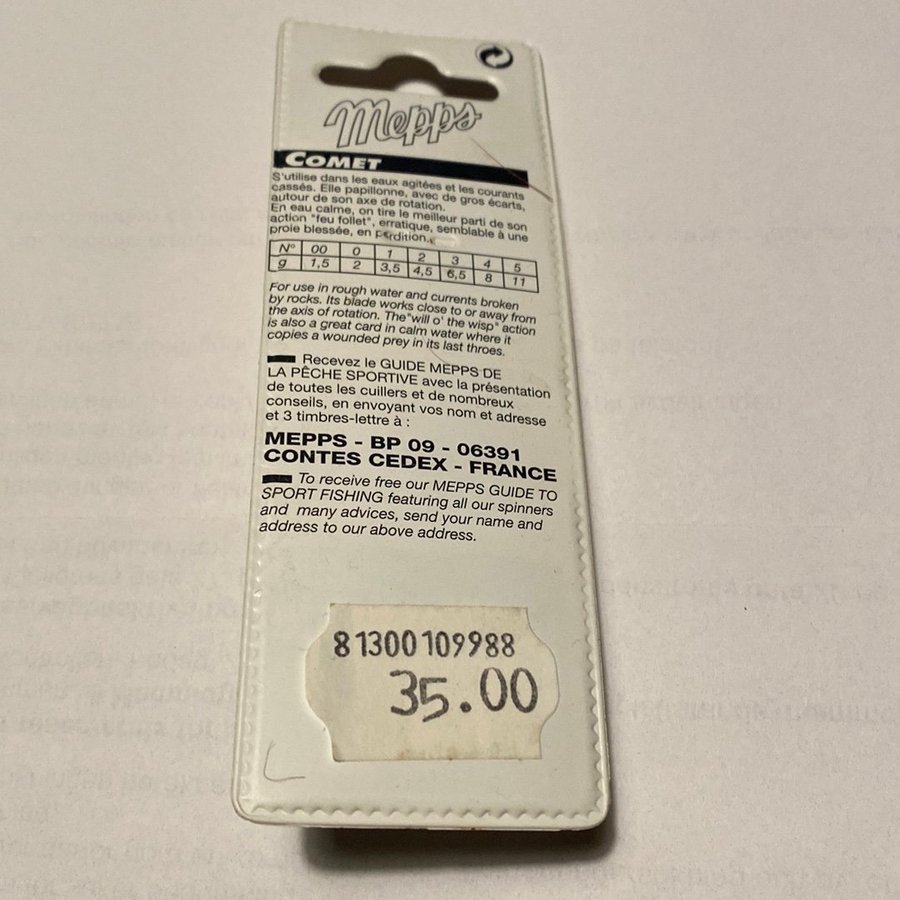 Mepps
COMET
S'utilise dans les eaux agitées et les courants
cassés. Elle papillonne, avec de gros écarts,
autour de son axe de rotation.
En eau calme, on tire le meilleur parti de son
action "feu follet", erratique, semblable à une
proie blessée, en perdition.
N° 00 0 1 2 3 4 5
g 1,5 2 3,5 4,5 6,5 8 11
For use in rough water and currents broken
by rocks. Its blade works close to or away from
the axis of rotation. The "will o' the wisp" action
is also a great card in calm water where it
copies a wounded prey in its last throes.
Recevez le GUIDE MEPPS DE
LA PÊCHE SPORTIVE avec la présentation
de toutes les cuillers et de nombreux
conseils, en envoyant vos nom et adresse
et 3 timbres-lettre à :
MEPPS - BP 09 - 06391
CONTES CEDEX - FRANCE
To receive free our MEPPS GUIDE TO
SPORT FISHING featuring all our spinners
and many advices, send your name and
address to our above address.
81300109988
35.00